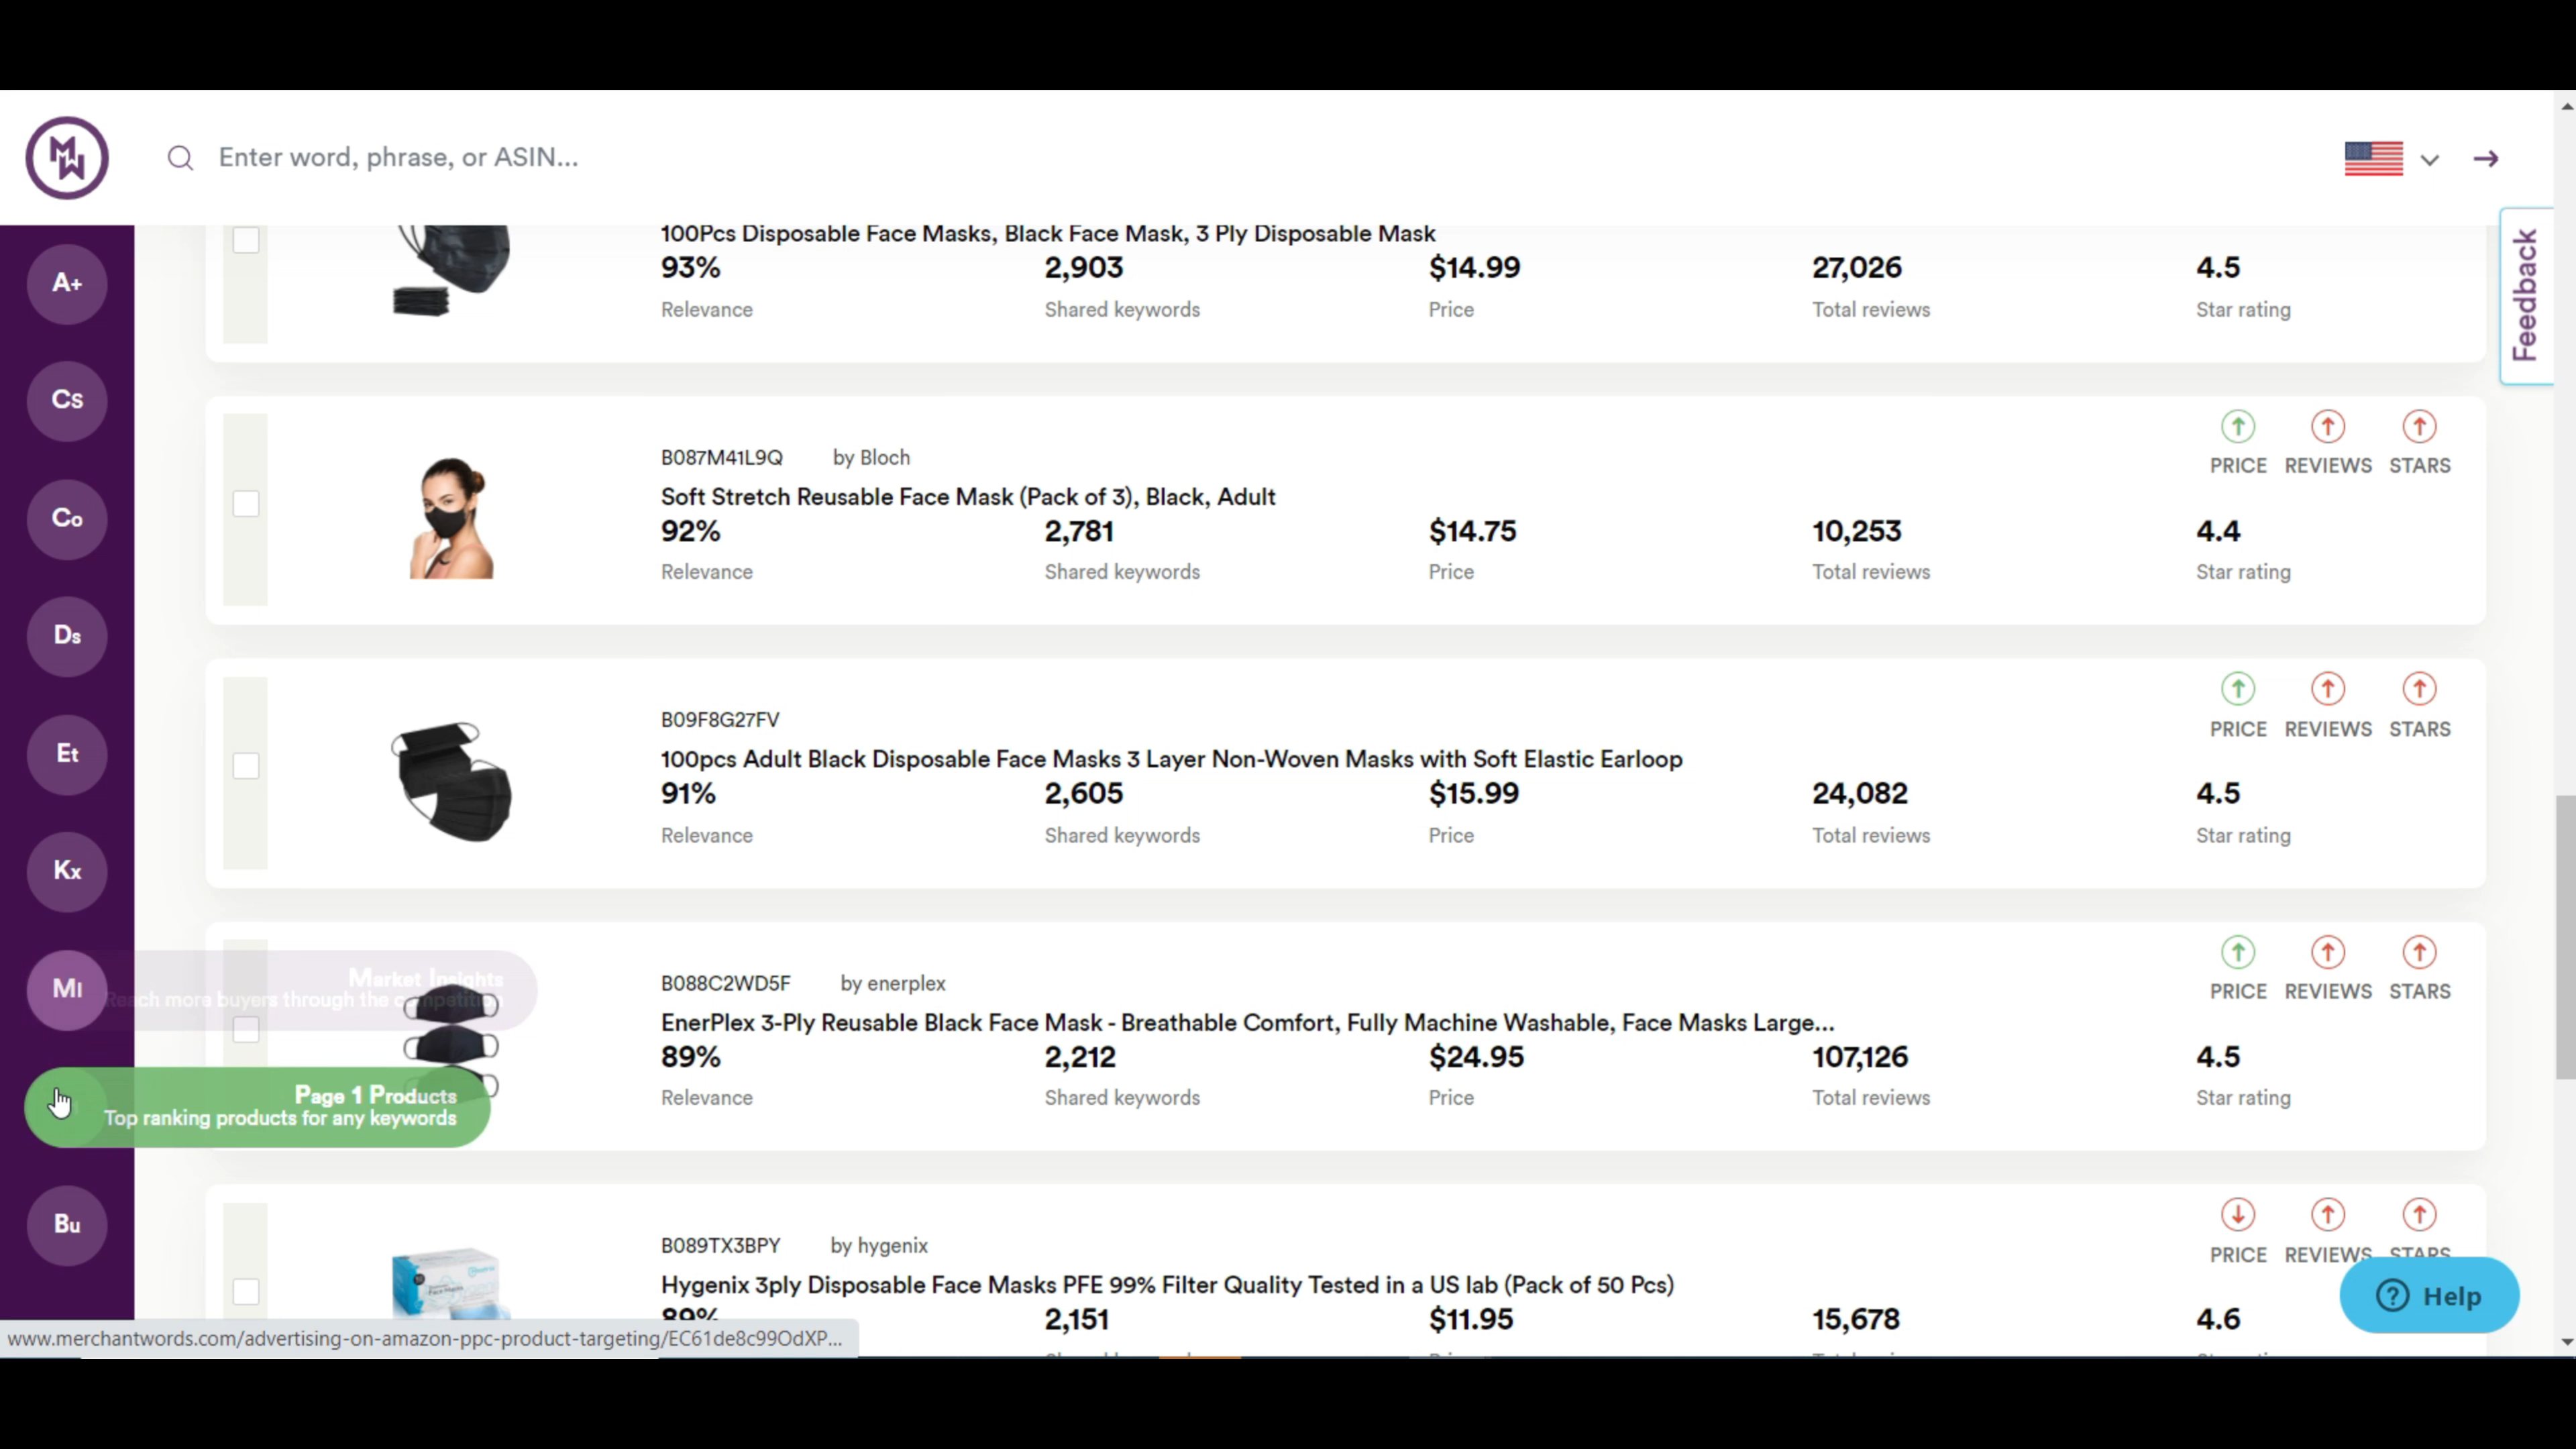 MW
Enter word, phrase, or ASIN...
Feedback
A+
Cs
Co
Ds
Et
Kx
MI
Bu
100Pcs Disposable Face Masks, Black Face Mask, 3 Ply Disposable Mask
93% 2,903 $14.99 27,026 4.5
Relevance Shared keywords Price Total reviews Star rating
B087M41L9Q by Bloch
PRICE REVIEWS STARS
Soft Stretch Reusable Face Mask (Pack of 3), Black, Adult
92% 2,781 $14.75 10,253 4.4
Relevance Shared keywords Price Total reviews Star rating
B09F8G27FV
PRICE REVIEWS STARS
100pcs Adult Black Disposable Face Masks 3 Layer Non-Woven Masks with Soft Elastic Earloop
91% 2,605 $15.99 24,082 4.5
Relevance Shared keywords Price Total reviews Star rating
Market Insights
Reach more buyers through the competition
B088C2WD5F by enerplex
PRICE REVIEWS STARS
EnerPlex 3-Ply Reusable Black Face Mask - Breathable Comfort, Fully Machine Washable, Face Masks Large...
89% 2,212 $24.95 107,126 4.5
Relevance Shared keywords Price Total reviews Star rating
Page 1 Products
Top ranking products for any keywords
B089TX3BPY by hygenix
PRICE REVIEWS STARS
Hygenix 3ply Disposable Face Masks PFE 99% Filter Quality Tested in a US lab (Pack of 50 Pcs)
89% 2,151 $11.95 15,678 4.6
Help
www.merchantwords.com/advertising-on-amazon-ppc-product-targeting/EC61de8c99OdXP...